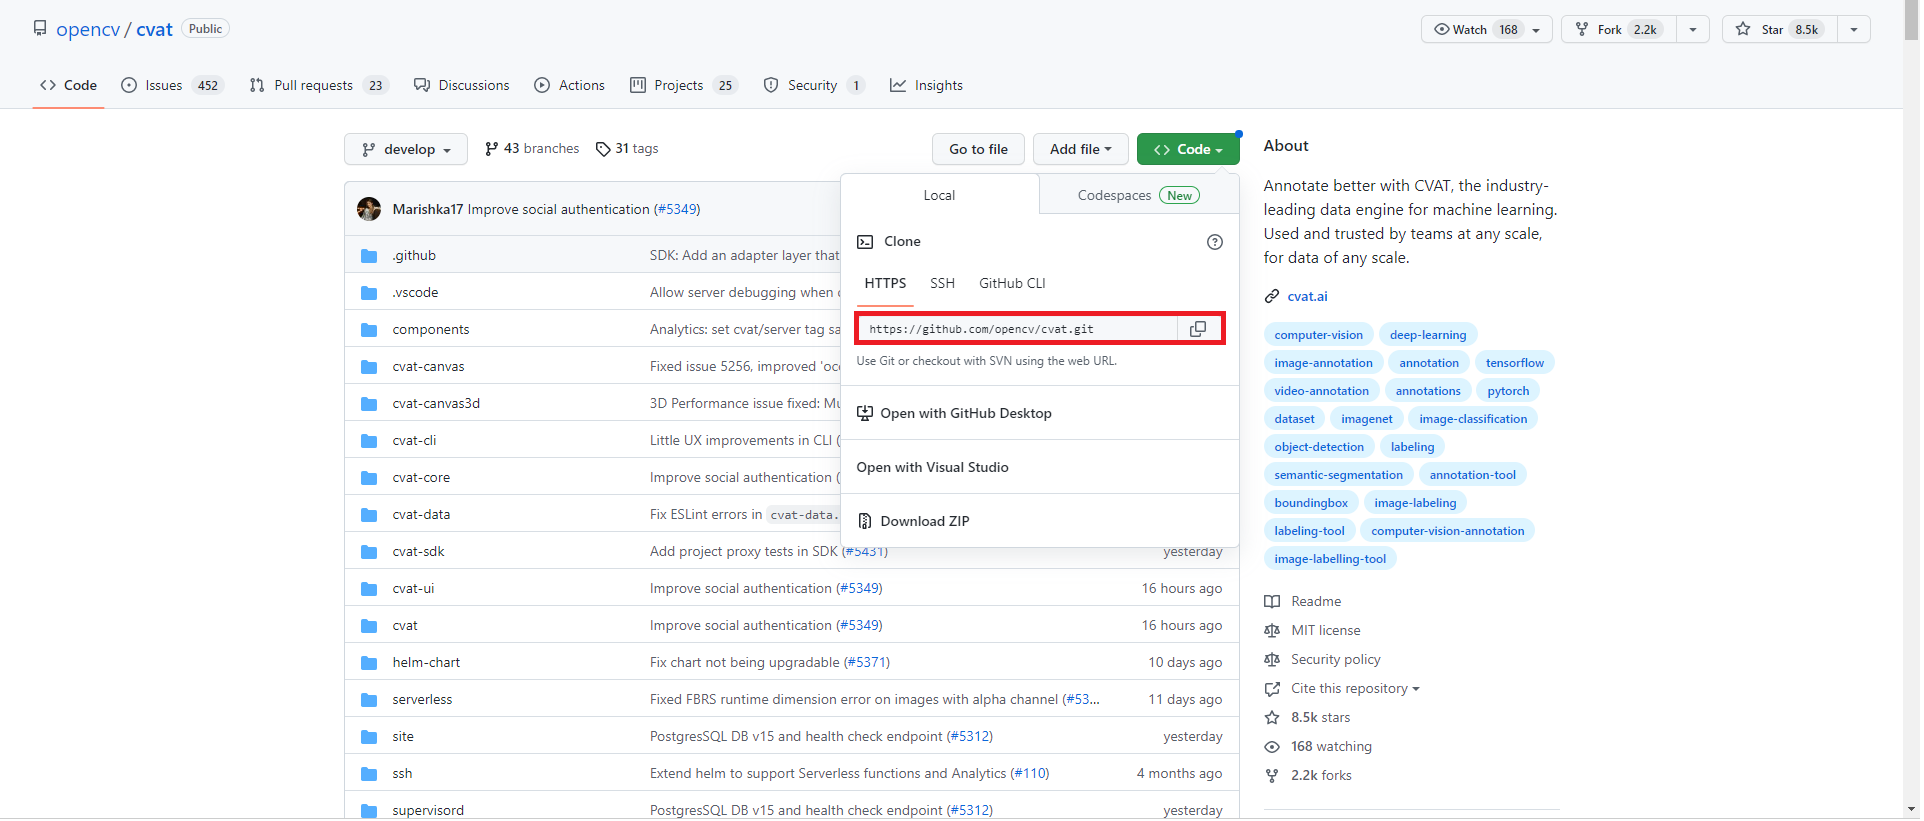 opencv / cvat Public
Watch 168 Fork 2.2k Star 8.5k
<> Code Issues 452 Pull requests 23 Discussions Actions Projects 25 Security 1 Insights
develop 43 branches 31 tags Go to file Add file <> Code
Marishka17 Improve social authentication (#5349)
.github SDK: Add an adapter layer that
.vscode Allow server debugging when
components Analytics: set cvat/server tag sa
cvat-canvas Fixed issue 5256, improved 'oc
cvat-canvas3d 3D Performance issue fixed: Mu
cvat-cli Little UX improvements in CLI (
cvat-core Improve social authentication (
cvat-data Fix ESLint errors in cvat-data.
cvat-sdk Add project proxy tests in SDK (#5431) yesterday
cvat-ui Improve social authentication (#5349) 16 hours ago
cvat Improve social authentication (#5349) 16 hours ago
helm-chart Fix chart not being upgradable (#5371) 10 days ago
serverless Fixed FBRS runtime dimension error on images with alpha channel (#53... 11 days ago
site PostgresSQL DB v15 and health check endpoint (#5312) yesterday
ssh Extend helm to support Serverless functions and Analytics (#110) 4 months ago
supervisord PostgresSQL DB v15 and health check endpoint (#5312) yesterday
Local Codespaces New
Clone
HTTPS SSH GitHub CLI
https://github.com/opencv/cvat.git
Use Git or checkout with SVN using the web URL.
Open with GitHub Desktop
Open with Visual Studio
Download ZIP
About
Annotate better with CVAT, the industry-
leading data engine for machine learning.
Used and trusted by teams at any scale,
for data of any scale.
cvat.ai
computer-vision deep-learning
image-annotation annotation tensorflow
video-annotation annotations pytorch
dataset imagenet image-classification
object-detection labeling
semantic-segmentation annotation-tool
boundingbox image-labeling
labeling-tool computer-vision-annotation
image-labelling-tool
Readme
MIT license
Security policy
Cite this repository
8.5k stars
168 watching
2.2k forks